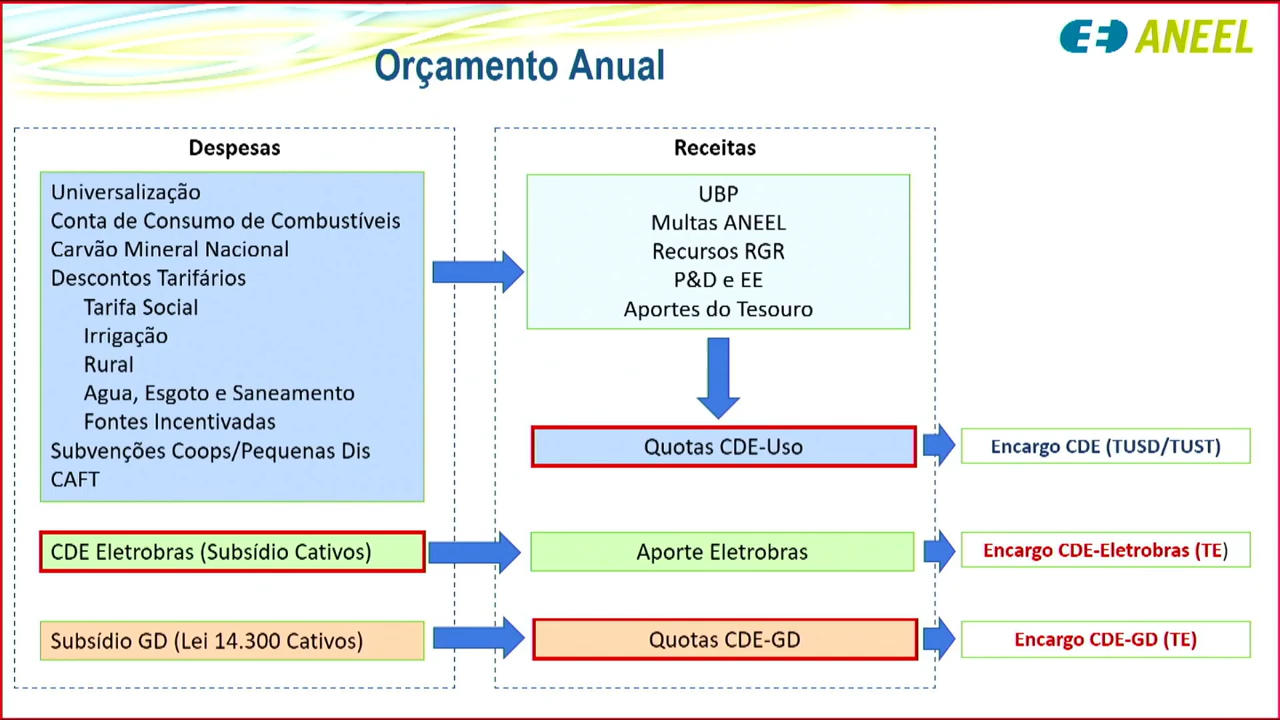 Orçamento Anual
ANEEL
Despesas
Universalização
Conta de Consumo de Combustíveis
Carvão Mineral Nacional
Descontos Tarifários
Tarifa Social
Irrigação
Rural
Agua, Esgoto e Saneamento
Fontes Incentivadas
Subvenções Coops/Pequenas Dis
CAFT
CDE Eletrobras (Subsídio Cativos)
Subsídio GD (Lei 14.300 Cativos)
Receitas
UBP
Multas ANEEL
Recursos RGR
P&D e EE
Aportes do Tesouro
Quotas CDE-Uso
Aporte Eletrobras
Quotas CDE-GD
Encargo CDE (TUSD/TUST)
Encargo CDE-Eletrobras (TE)
Encargo CDE-GD (TE)